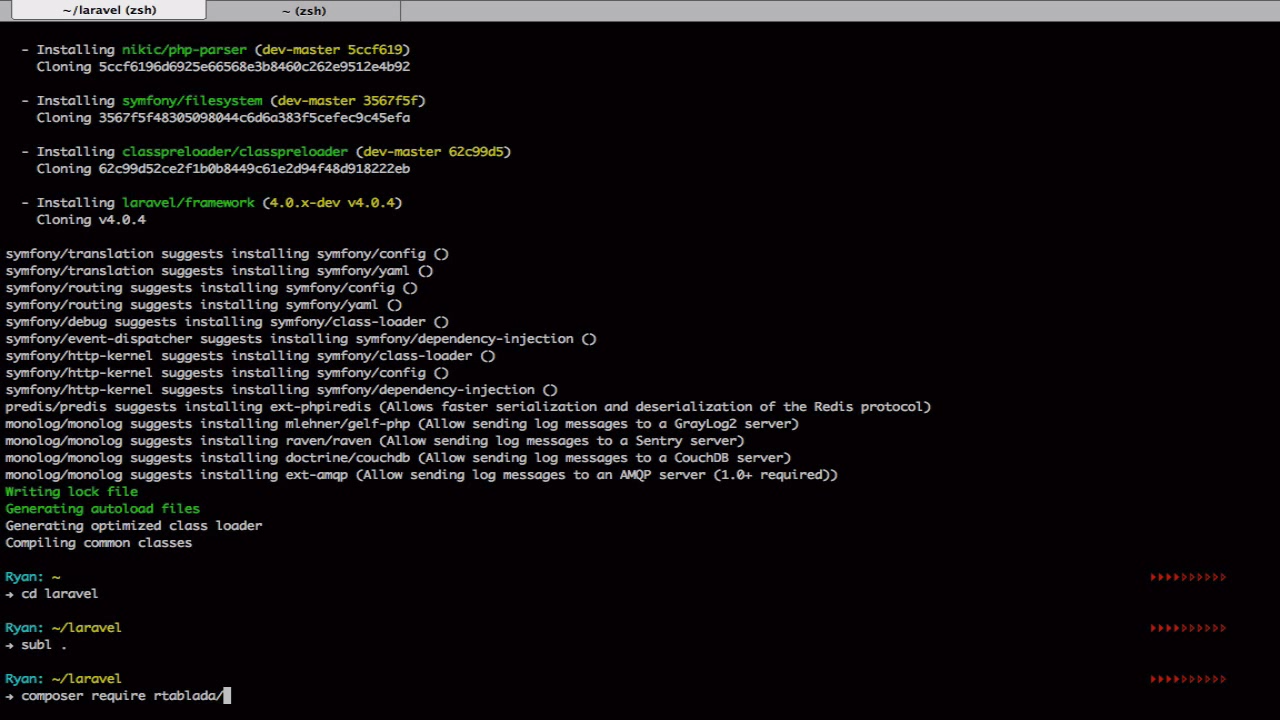 ~/laravel (zsh)
~ (zsh)
- Installing nikic/php-parser (dev-master 5ccf619)
Cloning 5ccf6196d6925e66568e3b8460c262e9512e4b92
- Installing symfony/filesystem (dev-master 3567f5f)
Cloning 3567f5f48305098044c6d6a383f5cefec9c45efa
- Installing classpreloader/classpreloader (dev-master 62c99d5)
Cloning 62c99d52ce2f1b0b8449c61e2d94f48d918222eb
- Installing laravel/framework (4.0.x-dev v4.0.4)
Cloning v4.0.4
symfony/translation suggests installing symfony/config ()
symfony/translation suggests installing symfony/yaml ()
symfony/routing suggests installing symfony/config ()
symfony/routing suggests installing symfony/yaml ()
symfony/debug suggests installing symfony/class-loader ()
symfony/event-dispatcher suggests installing symfony/dependency-injection ()
symfony/http-kernel suggests installing symfony/class-loader ()
symfony/http-kernel suggests installing symfony/config ()
symfony/http-kernel suggests installing symfony/dependency-injection ()
predis/predis suggests installing ext-phpiredis (Allows faster serialization and deserialization of the Redis protocol)
monolog/monolog suggests installing mlehner/gelf-php (Allow sending log messages to a GrayLog2 server)
monolog/monolog suggests installing raven/raven (Allow sending log messages to a Sentry server)
monolog/monolog suggests installing doctrine/couchdb (Allow sending log messages to a CouchDB server)
monolog/monolog suggests installing ext-amqp (Allow sending log messages to an AMQP server (1.0+ required))
Writing lock file
Generating autoload files
Generating optimized class loader
Compiling common classes
Ryan: ~
→ cd laravel
Ryan: ~/laravel
→ subl .
Ryan: ~/laravel
→ composer require rtablada/